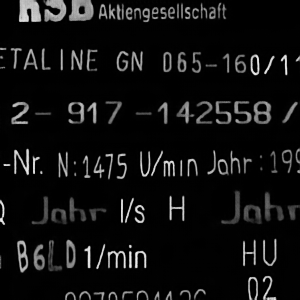 KSB Aktiengesellschaft
ETALINE GN 065-160/11
2- 917 -142558 /
-Nr. N:1475 U/min Jahr: 199
Q Jahr l/s H Jahr
B6LD 1/min HU
02